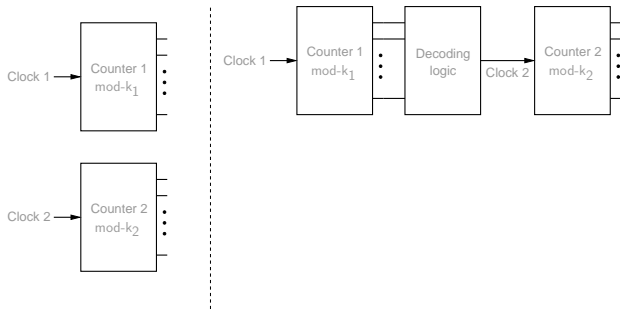 Clock 1
Counter 1
mod-k1
Clock 2
Counter 2
mod-k2
Clock 1
Counter 1
mod-k1
Decoding
logic
Clock 2
Counter 2
mod-k2